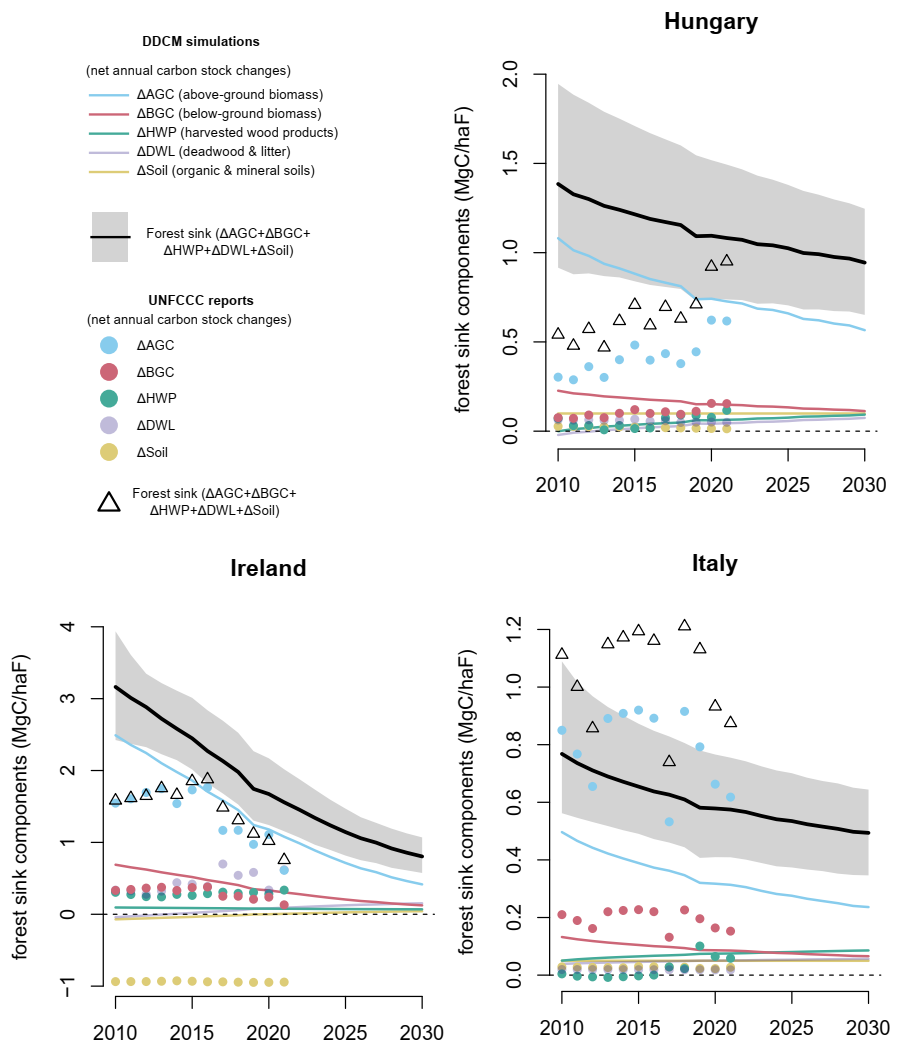 DDCM simulations
(net annual carbon stock changes)
ΔAGC (above-ground biomass)
ΔBGC (below-ground biomass)
ΔHWP (harvested wood products)
ΔDWL (deadwood & litter)
ΔSoil (organic & mineral soils)
Forest sink (ΔAGC+ΔBGC+
ΔHWP+ΔDWL+ΔSoil)
UNFCCC reports
(net annual carbon stock changes)
ΔAGC
ΔBGC
ΔHWP
ΔDWL
ΔSoil
Forest sink (ΔAGC+ΔBGC+
ΔHWP+ΔDWL+ΔSoil)
Hungary
forest sink components (MgC/haF)
2.0
1.5
1.0
0.5
0.0
2010 2015 2020 2025 2030
Ireland
forest sink components (MgC/haF)
4
3
2
1
0
−1
2010 2015 2020 2025 2030
Italy
forest sink components (MgC/haF)
1.2
1.0
0.8
0.6
0.4
0.2
0.0
2010 2015 2020 2025 2030